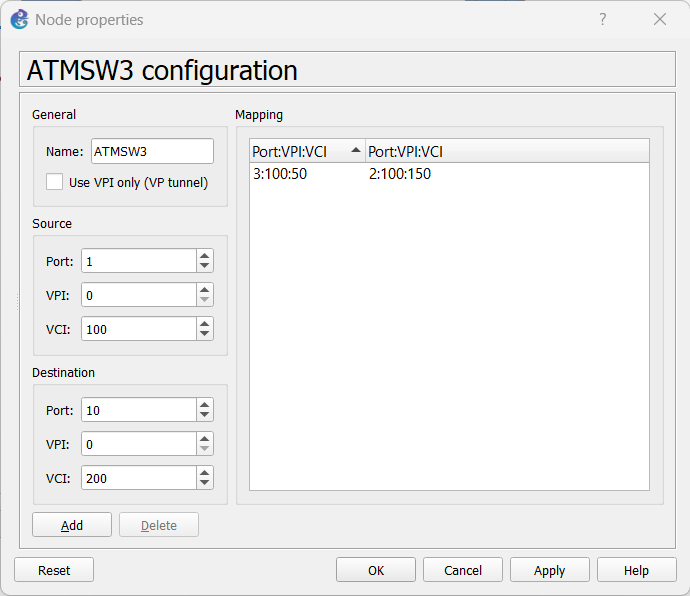 Node properties
?
ATMSW3 configuration
General
Name: ATMSW3
Use VPI only (VP tunnel)
Source
Port: 1
VPI: 0
VCI: 100
Destination
Port: 10
VPI: 0
VCI: 200
Add Delete
Mapping
Port:VPI:VCI Port:VPI:VCI
3:100:50 2:100:150
Reset OK Cancel Apply Help